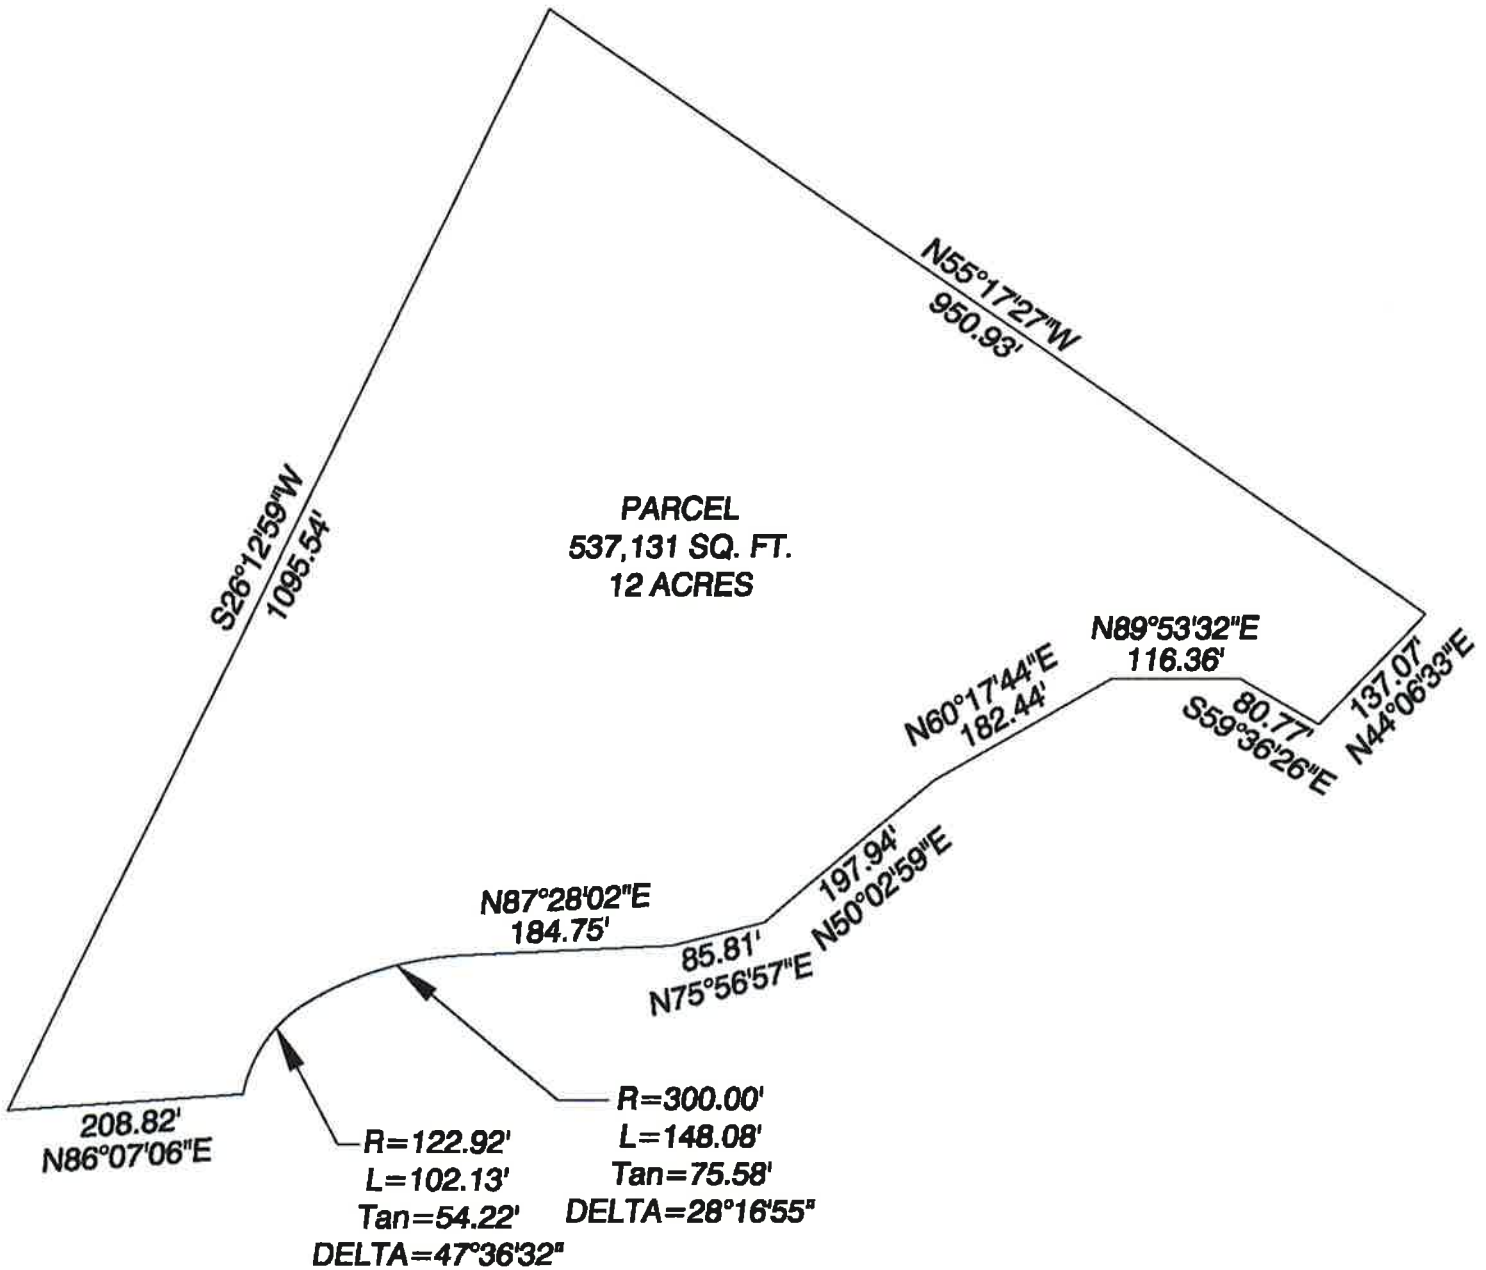 N55°17'27"W
950.93'
S26°12'59"W
1095.54'
PARCEL
537,131 SQ. FT.
12 ACRES
N89°53'32"E
116.36'
N60°17'44"E
182.44'
80.77'
S59°36'26"E
137.07'
N44°06'33"E
197.94'
N50°02'59"E
N87°28'02"E
184.75'
85.81'
N75°56'57"E
208.82'
N86°07'06"E
R=122.92'
L=102.13'
Tan=54.22'
DELTA=47°36'32"
R=300.00'
L=148.08'
Tan=75.58'
DELTA=28°16'55"